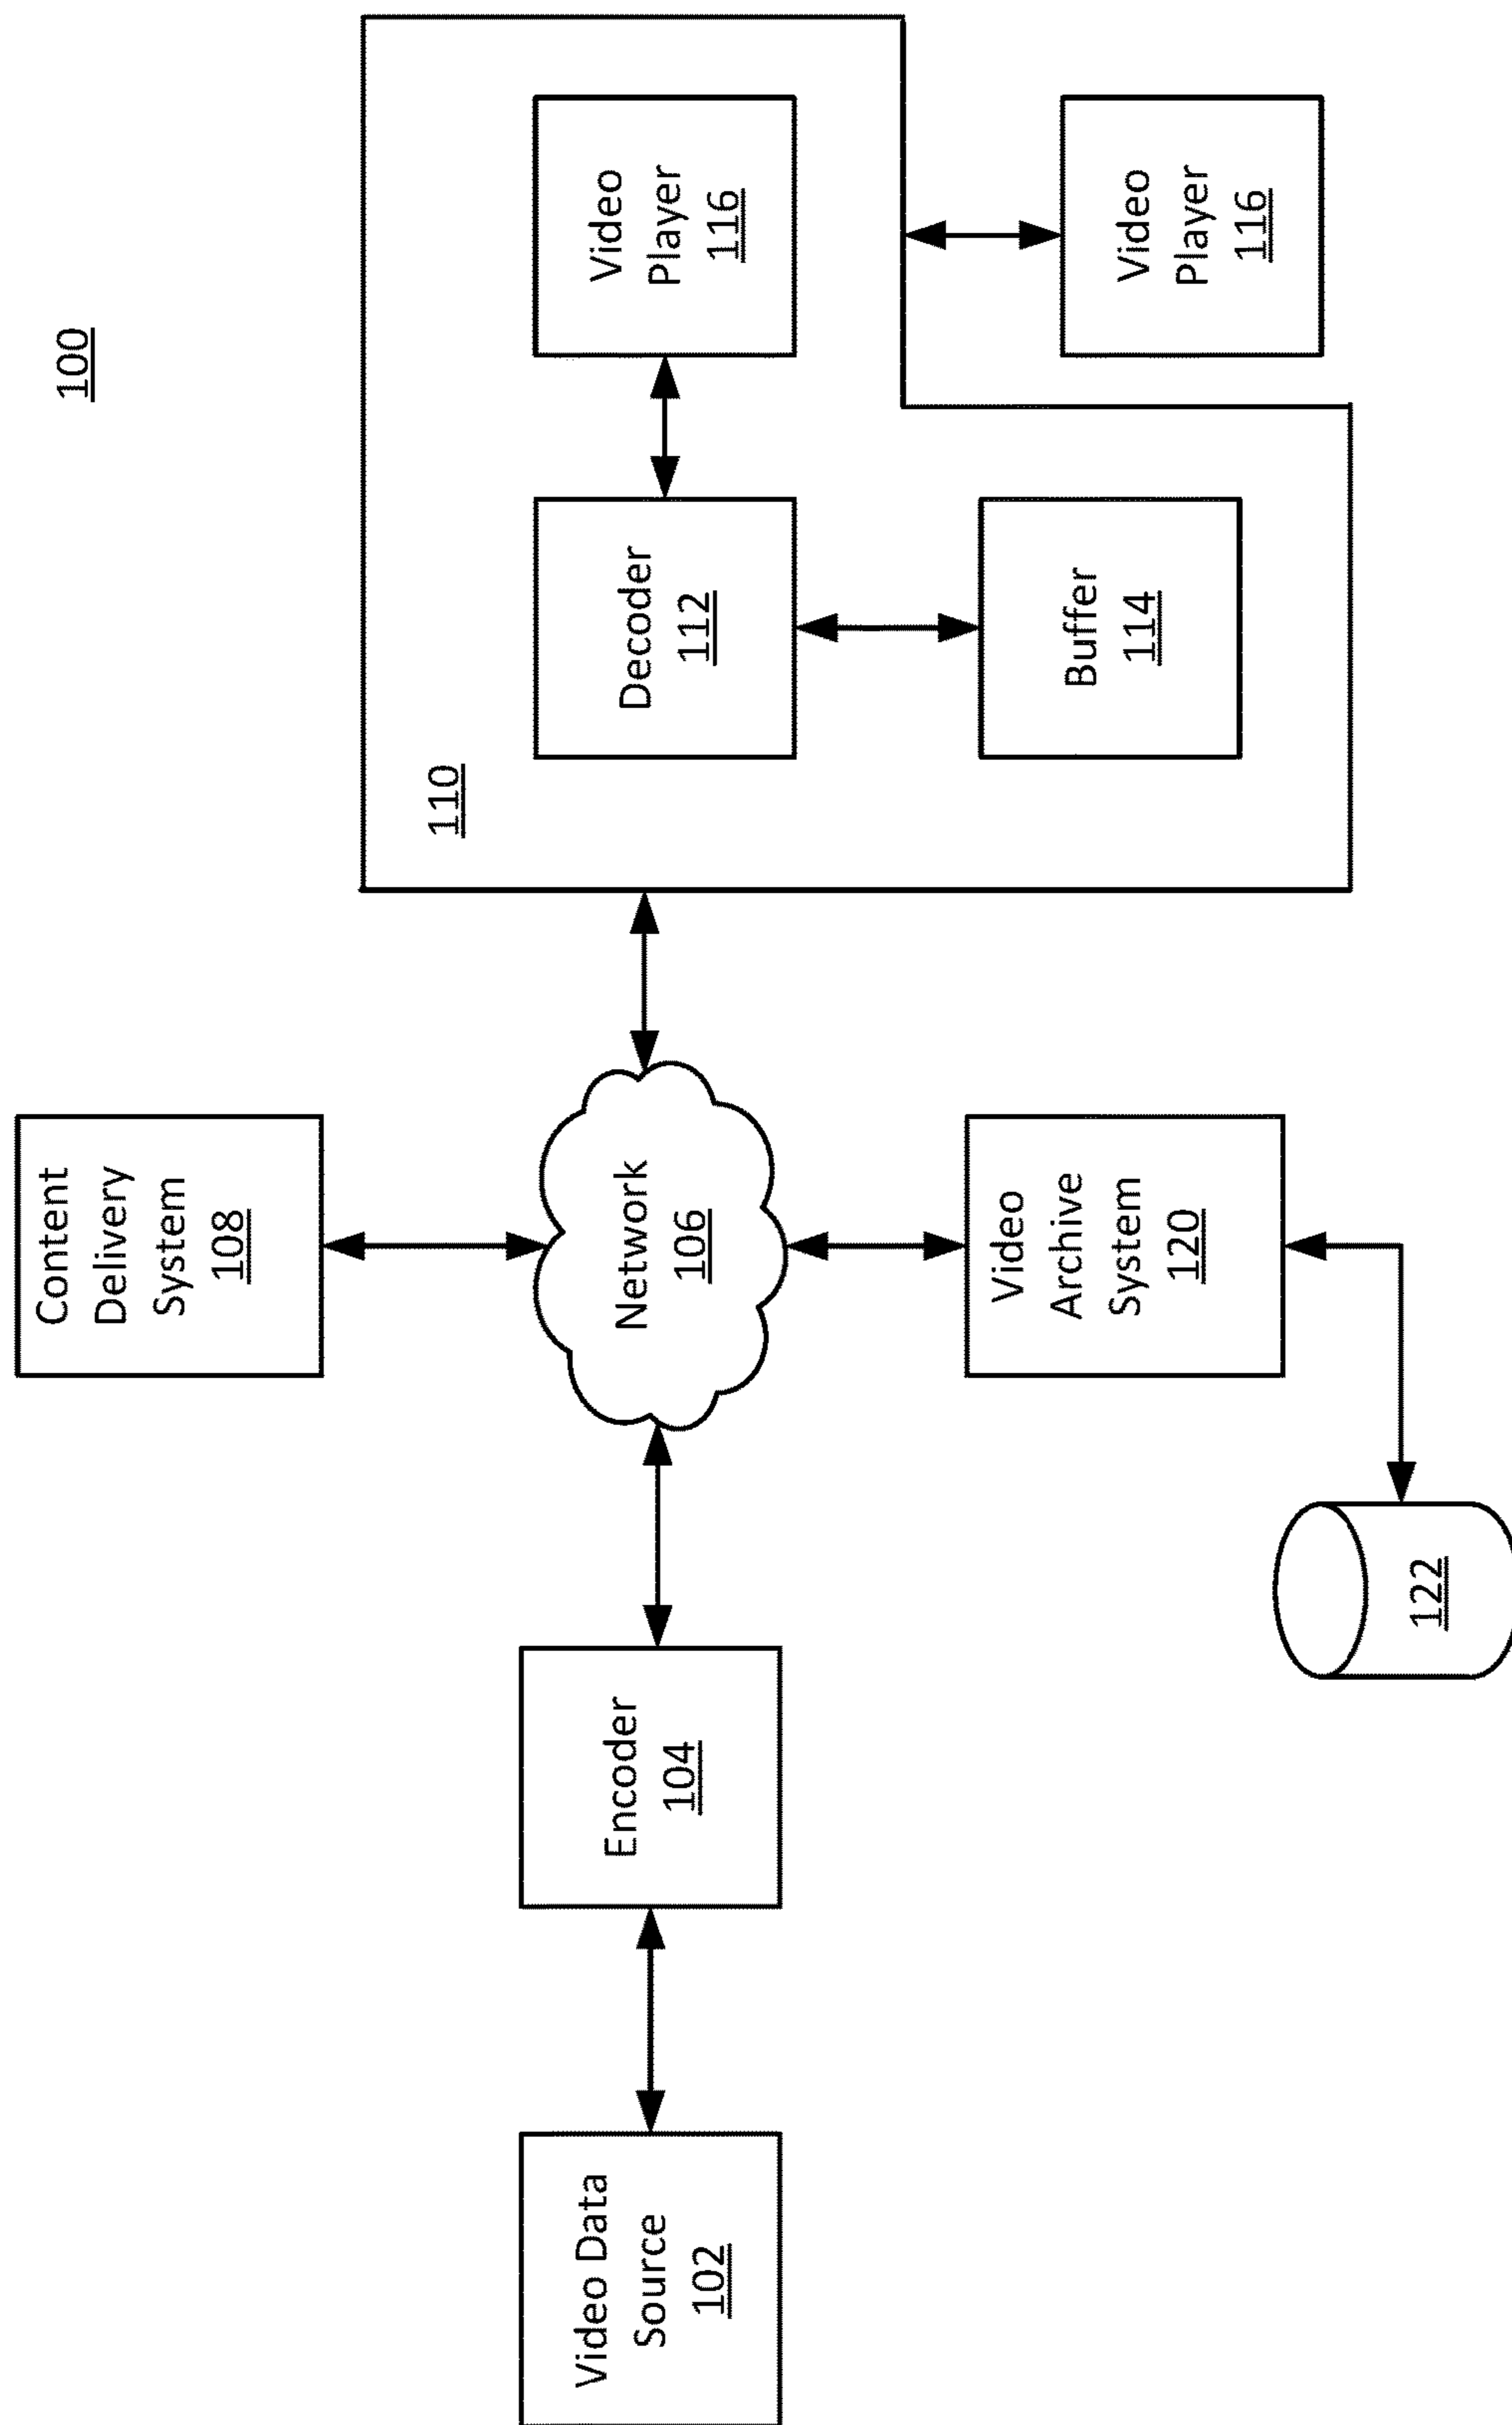 100
Content
Delivery
System
108
110
Video Data
Source
102
Encoder
104
Network
106
Decoder
112
Video
Player
116
Video
Archive
System
120
Buffer
114
Video
Player
116
122